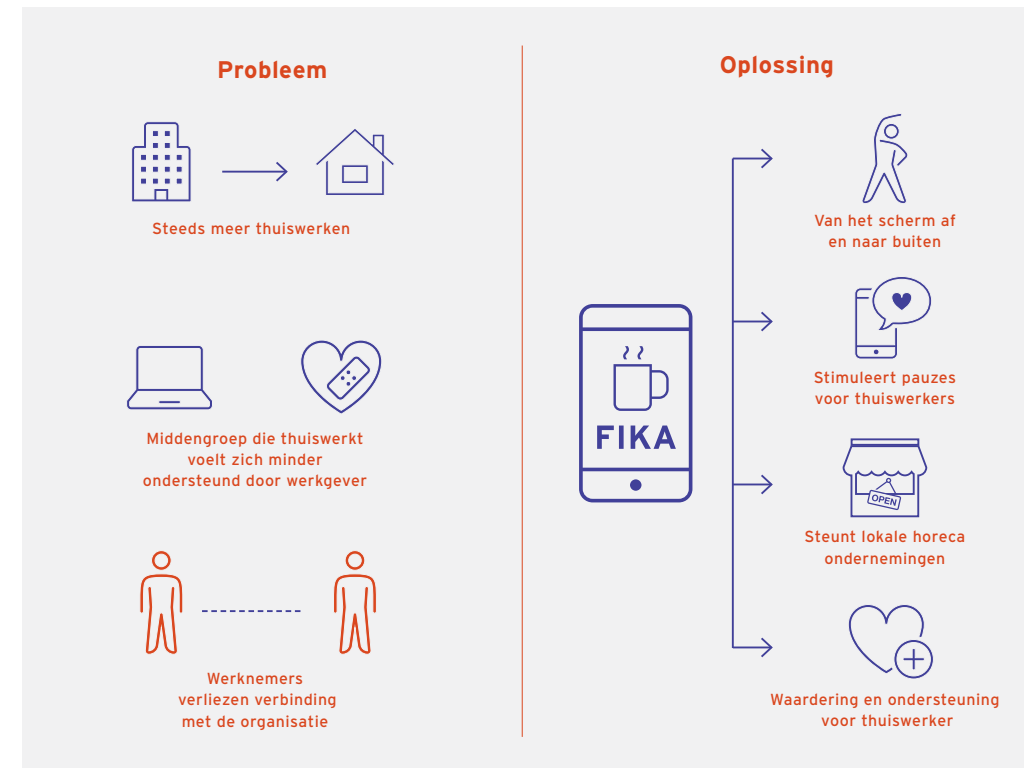 Probleem
Steeds meer thuiswerken
Middengroep die thuiswerkt
voelt zich minder
ondersteund door werkgever
Werknemers
verliezen verbinding
met de organisatie
Oplossing
FIKA
Van het scherm af
en naar buiten
Stimuleert pauzes
voor thuiswerkers
OPEN
Steunt lokale horeca
ondernemingen
Waardering en ondersteuning
voor thuiswerker